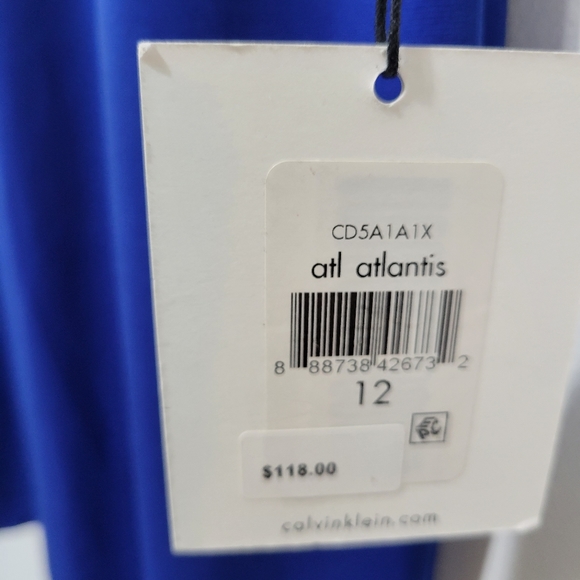 CD5A1A1X
atl atlantis
8 88738 42673 2
12
$118.00
calvinklein.com